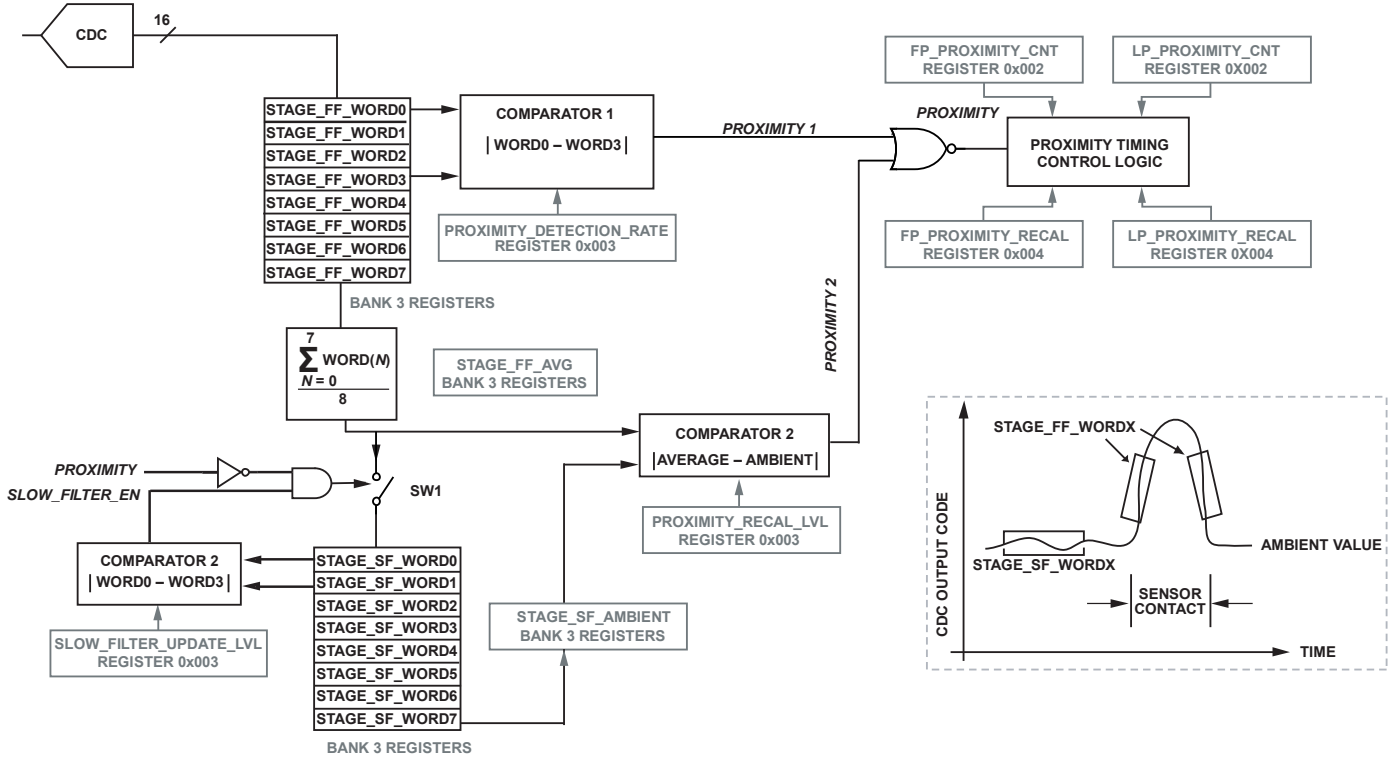 CDC
16
STAGE_FF_WORD0
STAGE_FF_WORD1
STAGE_FF_WORD2
STAGE_FF_WORD3
STAGE_FF_WORD4
STAGE_FF_WORD5
STAGE_FF_WORD6
STAGE_FF_WORD7
BANK 3 REGISTERS
COMPARATOR 1
|WORD0 – WORD3|
PROXIMITY_DETECTION_RATE
REGISTER 0x003
PROXIMITY 1
PROXIMITY
FP_PROXIMITY_CNT
REGISTER 0x002
LP_PROXIMITY_CNT
REGISTER 0X002
PROXIMITY TIMING
CONTROL LOGIC
FP_PROXIMITY_RECAL
REGISTER 0x004
LP_PROXIMITY_RECAL
REGISTER 0X004
PROXIMITY 2
7
Σ WORD(N)
N = 0
8
STAGE_FF_AVG
BANK 3 REGISTERS
COMPARATOR 2
|AVERAGE – AMBIENT|
PROXIMITY_RECAL_LVL
REGISTER 0x003
PROXIMITY
SLOW_FILTER_EN
SW1
COMPARATOR 2
|WORD0 – WORD3|
SLOW_FILTER_UPDATE_LVL
REGISTER 0x003
STAGE_SF_WORD0
STAGE_SF_WORD1
STAGE_SF_WORD2
STAGE_SF_WORD3
STAGE_SF_WORD4
STAGE_SF_WORD5
STAGE_SF_WORD6
STAGE_SF_WORD7
BANK 3 REGISTERS
STAGE_SF_AMBIENT
BANK 3 REGISTERS
CDC OUTPUT CODE
STAGE_FF_WORDX
STAGE_SF_WORDX
AMBIENT VALUE
SENSOR
CONTACT
TIME